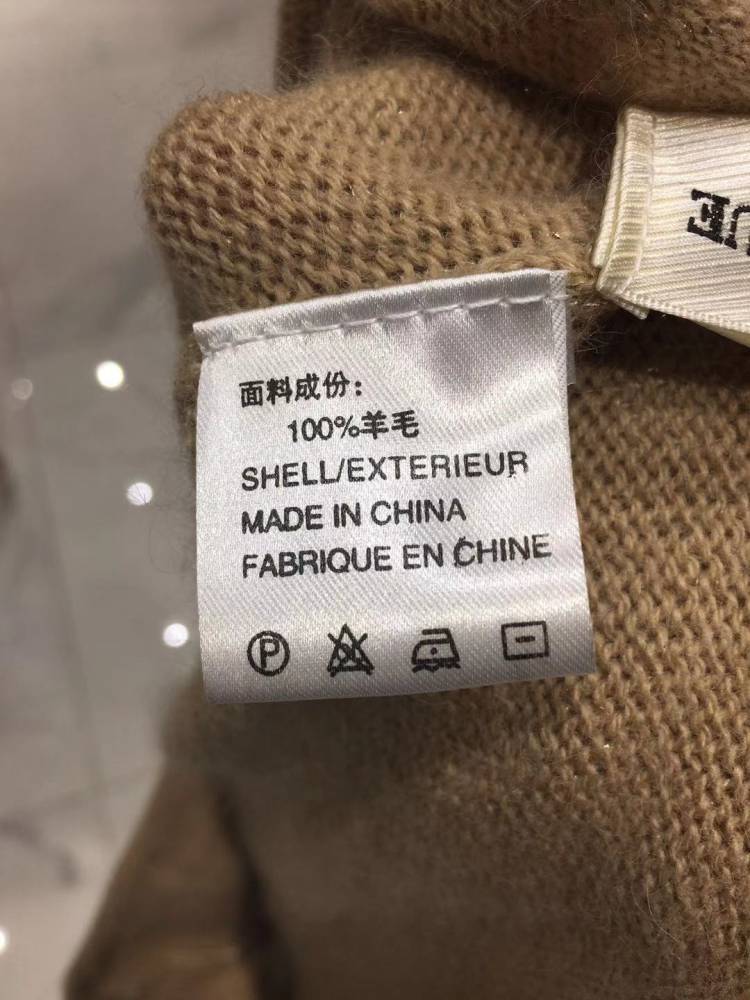 面料成份：
100%羊毛
SHELL/EXTERIEUR
MADE IN CHINA
FABRIQUE EN CHINE
P